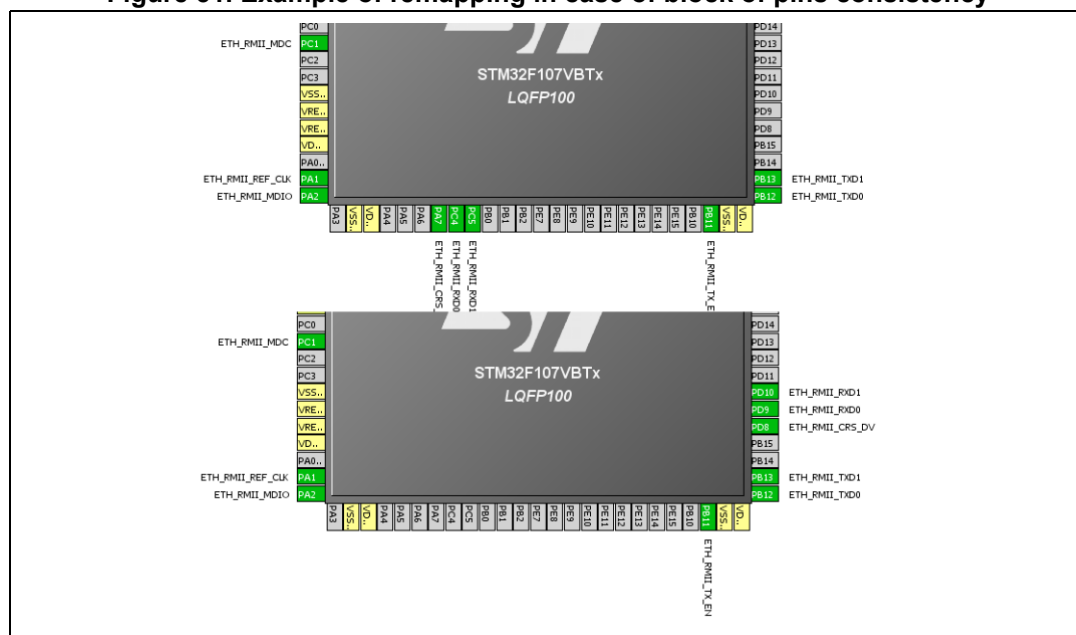 Figure 31. Example of remapping in case of block of pins consistency
PC0
ETH_RMII_MDC PC1
PC2
PC3
VSS..
VRE..
VRE..
VD..
PA0..
ETH_RMII_REF_CLK PA1
ETH_RMII_MDIO PA2
STM32F107VBTx
LQFP100
PD14
PD13
PD12
PD11
PD10
PD9
PD8
PB15
PB14
PB13 ETH_RMII_TXD1
PB12 ETH_RMII_TXD0
PA3 VSS.. VD.. PA4 PA5 PA6 PA7 PC4 PC5 PB0 PB1 PB2 PE7 PE8 PE9 PE10 PE11 PE12 PE13 PE14 PE15 PB10 PB11 VSS.. VD..
ETH_RMII_CRS_
ETH_RMII_RXD0
ETH_RMII_RXD1
ETH_RMII_TX_E
PC0
ETH_RMII_MDC PC1
PC2
PC3
VSS..
VRE..
VRE..
VD..
PA0..
ETH_RMII_REF_CLK PA1
ETH_RMII_MDIO PA2
STM32F107VBTx
LQFP100
PD14
PD13
PD12
PD11
PD10 ETH_RMII_RXD1
PD9 ETH_RMII_RXD0
PD8 ETH_RMII_CRS_DV
PB15
PB14
PB13 ETH_RMII_TXD1
PB12 ETH_RMII_TXD0
PA3 VSS.. VD.. PA4 PA5 PA6 PA7 PC4 PC5 PB0 PB1 PB2 PE7 PE8 PE9 PE10 PE11 PE12 PE13 PE14 PE15 PB10 PB11 VSS.. VD..
ETH_RMII_TX_EN